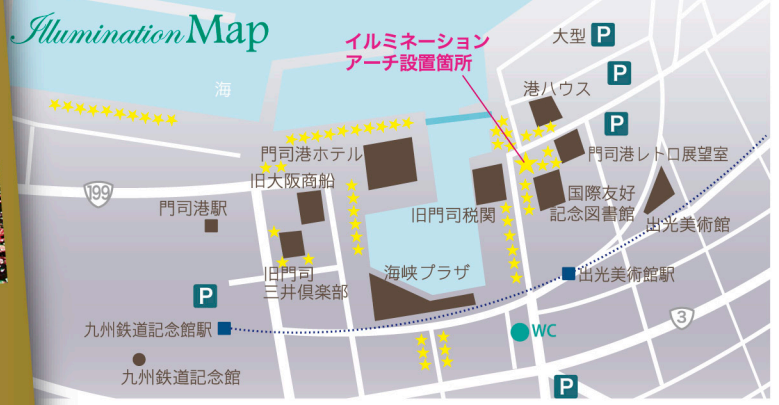 Illumination Map
イルミネーション
アーチ設置箇所
大型 P
P
P
海
港ハウス
門司港ホテル
門司港レトロ展望室
199
旧大阪商船
門司港駅
旧門司税関
国際友好
記念図書館
出光美術館
旧門司
三井倶楽部
海峡プラザ
出光美術館駅
P
3
九州鉄道記念館駅
WC
九州鉄道記念館
P